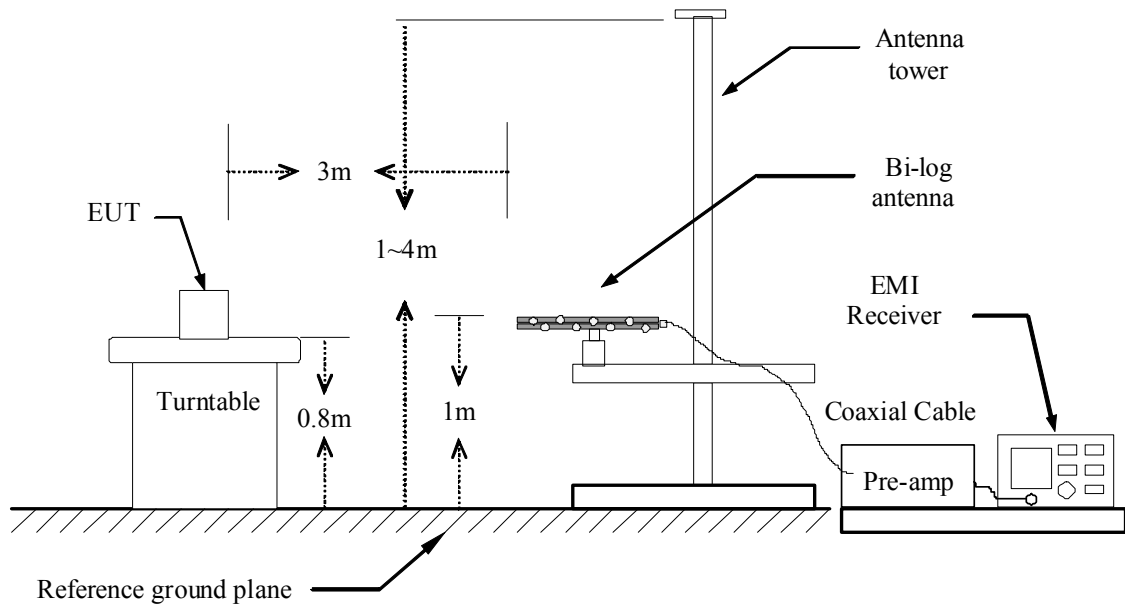 Antenna
tower
3m
Bi-log
antenna
EUT
1~4m
EMI
Receiver
Turntable
0.8m
1m
Coaxial Cable
Pre-amp
Reference ground plane